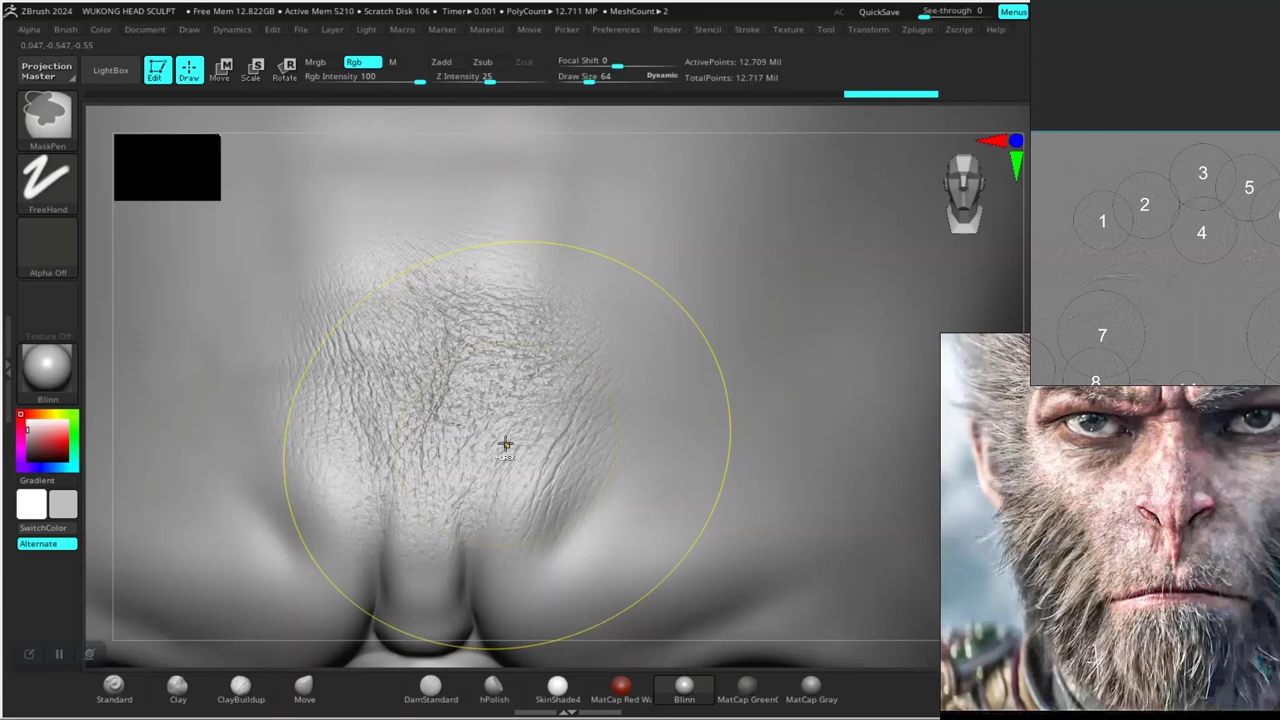 ZBrush 2024 WUKONG HEAD SCULPT • Free Mem 12.822GB • Active Mem 5210 • Scratch Disk 106 • Timer▸0.001 • PolyCount▸12.711 MP • MeshCount▸2 AC QuickSave See-through 0 Menus
Alpha Brush Color Document Draw Dynamics Edit File Layer Light Macro Marker Material Movie Picker Preferences Render Stencil Stroke Texture Tool Transform Zplugin Zscript Help
0.047,-0.547,-0.55
Projection Master
LightBox
Edit
Draw
Move
Scale
Rotate
Mrgb Rgb M
Rgb Intensity 100
Zadd Zsub Zcut
Z Intensity 25
Focal Shift 0
Draw Size 64 Dynamic
ActivePoints: 12.709 Mil
TotalPoints: 12.717 Mil
MaskPen
FreeHand
Alpha Off
Texture Off
Blinn
Gradient
SwitchColor
Alternate
1
2
3
4
5
7
8
Standard
Clay
ClayBuildup
Move
DamStandard
hPolish
SkinShade4
MatCap Red Wa
Blinn
MatCap GreenC
MatCap Gray